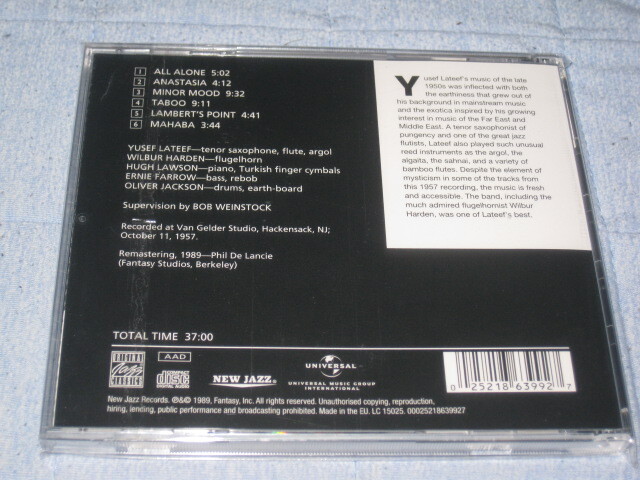 1 ALL ALONE 5:02
2 ANASTASIA 4:12
3 MINOR MOOD 9:32
4 TABOO 9:11
5 LAMBERT'S POINT 4:41
6 MAHABA 3:44
YUSEF LATEEF—tenor saxophone, flute, argol
WILBUR HARDEN—flugelhorn
HUGH LAWSON—piano, Turkish finger cymbals
ERNIE FARROW—bass, rebob
OLIVER JACKSON—drums, earth-board
Supervision by BOB WEINSTOCK
Recorded at Van Gelder Studio, Hackensack, NJ;
October 11, 1957.
Remastering, 1989—Phil De Lancie
(Fantasy Studios, Berkeley)
Yusef Lateef's music of the late
1950s was inflected with both
the earthiness that grew out of
his background in mainstream music
and the exotica inspired by his growing
interest in music of the Far East and
Middle East. A tenor saxophonist of
pungency and one of the great jazz
flutists, Lateef also played such unusual
reed instruments as the argol, the
algaita, the sahnai, and a variety of
bamboo flutes. Despite the element of
mysticism in some of the tracks from
this 1957 recording, the music is fresh
and accessible. The band, including the
much admired flugelhornist Wilbur
Harden, was one of Lateef's best.
TOTAL TIME 37:00
ORIGINAL
Jazz
CLASSICS
AAD
COMPACT
disc
DIGITAL AUDIO
NEW JAZZ
UNIVERSAL
UNIVERSAL MUSIC GROUP
INTERNATIONAL
0 25218 63992 7
New Jazz Records. ℗&© 1989, Fantasy, Inc. All rights reserved. Unauthorised copying, reproduction,
hiring, lending, public performance and broadcasting prohibited. Made in the EU. LC 15025. 00025218639927